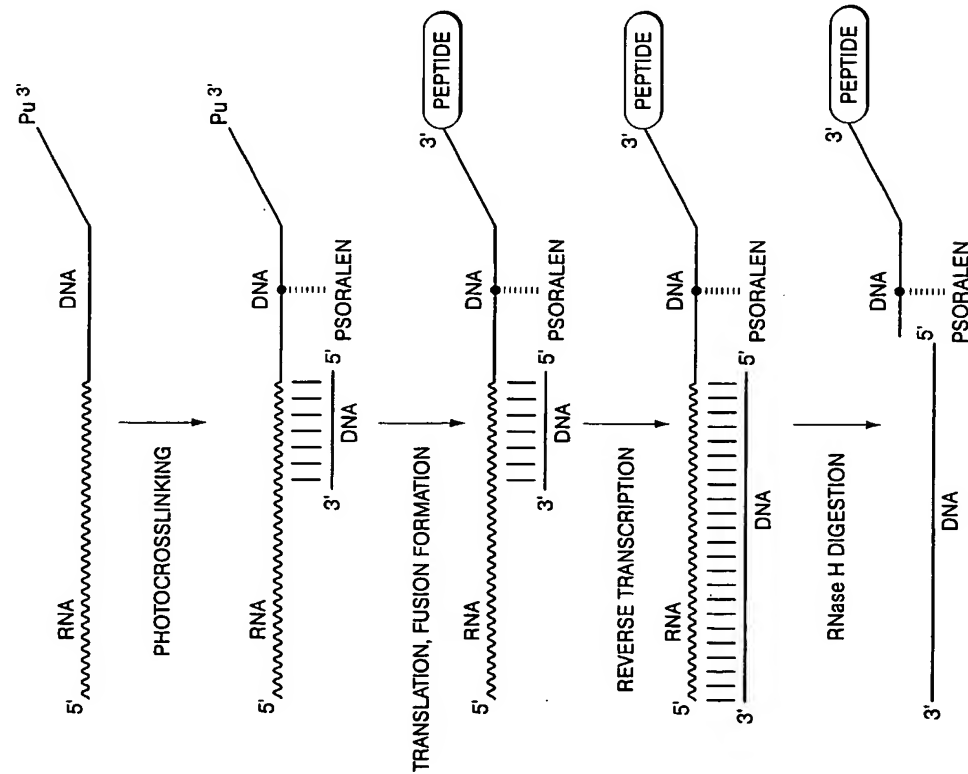 Pu 3'
DNA
RNA
5'
PHOTOCROSSLINKING
Pu 3'
DNA
RNA
5'
5' PSORALEN
DNA
3'
TRANSLATION, FUSION FORMATION
PEPTIDE
3'
DNA
RNA
5'
5' PSORALEN
DNA
3'
REVERSE TRANSCRIPTION
PEPTIDE
3'
DNA
RNA
5'
5' PSORALEN
DNA
3'
RNase H DIGESTION
PEPTIDE
3'
DNA
5'
PSORALEN
DNA
3'